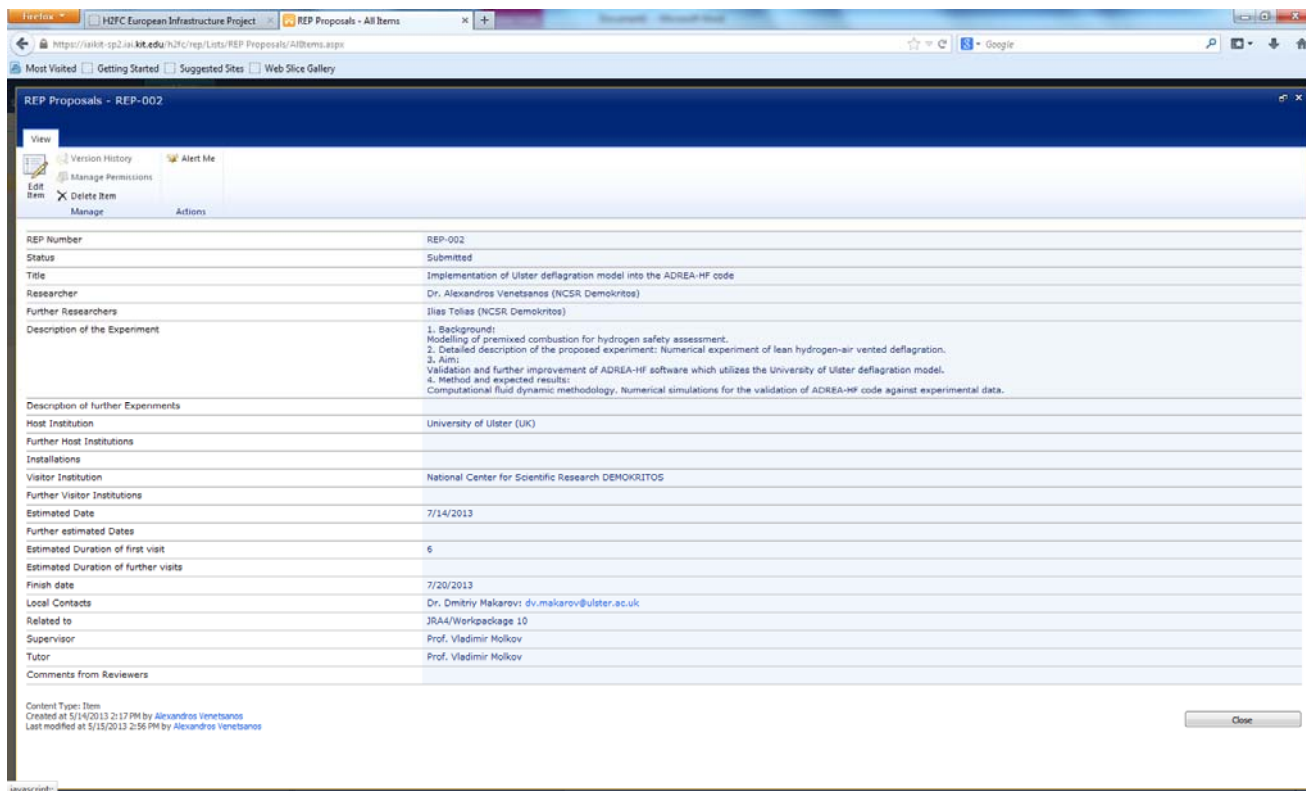 Firefox
H2FC European Infrastructure Project
REP Proposals - All Items
https://iaikit-sp2.iai.kit.edu/h2fc/rep/Lists/REP Proposals/AllItems.aspx
Google
Most Visited Getting Started Suggested Sites Web Slice Gallery
REP Proposals - REP-002
View
Edit Item
Version History
Manage Permissions
Delete Item
Alert Me
Manage Actions
REP Number REP-002
Status Submitted
Title Implementation of Ulster deflagration model into the ADREA-HF code
Researcher Dr. Alexandros Venetsanos (NCSR Demokritos)
Further Researchers Ilias Tolias (NCSR Demokritos)
Description of the Experiment 1. Background:
Modelling of premixed combustion for hydrogen safety assessment.
2. Detailed description of the proposed experiment: Numerical experiment of lean hydrogen-air vented deflagration.
3. Aim:
Validation and further improvement of ADREA-HF software which utilizes the University of Ulster deflagration model.
4. Method and expected results:
Computational fluid dynamic methodology. Numerical simulations for the validation of ADREA-HF code against experimental data.
Description of further Experiments
Host Institution University of Ulster (UK)
Further Host Institutions
Installations
Visitor Institution National Center for Scientific Research DEMOKRITOS
Further Visitor Institutions
Estimated Date 7/14/2013
Further estimated Dates
Estimated Duration of first visit 6
Estimated Duration of further visits
Finish date 7/20/2013
Local Contacts Dr. Dmitriy Makarov: dv.makarov@ulster.ac.uk
Related to JRA4/Workpackage 10
Supervisor Prof. Vladimir Molkov
Tutor Prof. Vladimir Molkov
Comments from Reviewers
Content Type: Item
Created at 5/14/2013 2:17 PM by Alexandros Venetsanos
Last modified at 5/15/2013 2:56 PM by Alexandros Venetsanos
Close